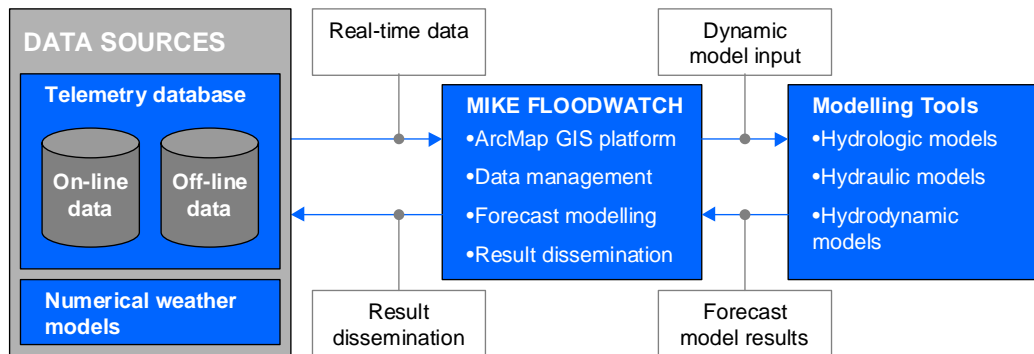 DATA SOURCES
Telemetry database
On-line
data
Off-line
data
Numerical weather
models
Real-time data
Result
dissemination
MIKE FLOODWATCH
•ArcMap GIS platform
•Data management
•Forecast modelling
•Result dissemination
Dynamic
model input
Forecast
model results
Modelling Tools
•Hydrologic models
•Hydraulic models
•Hydrodynamic
models